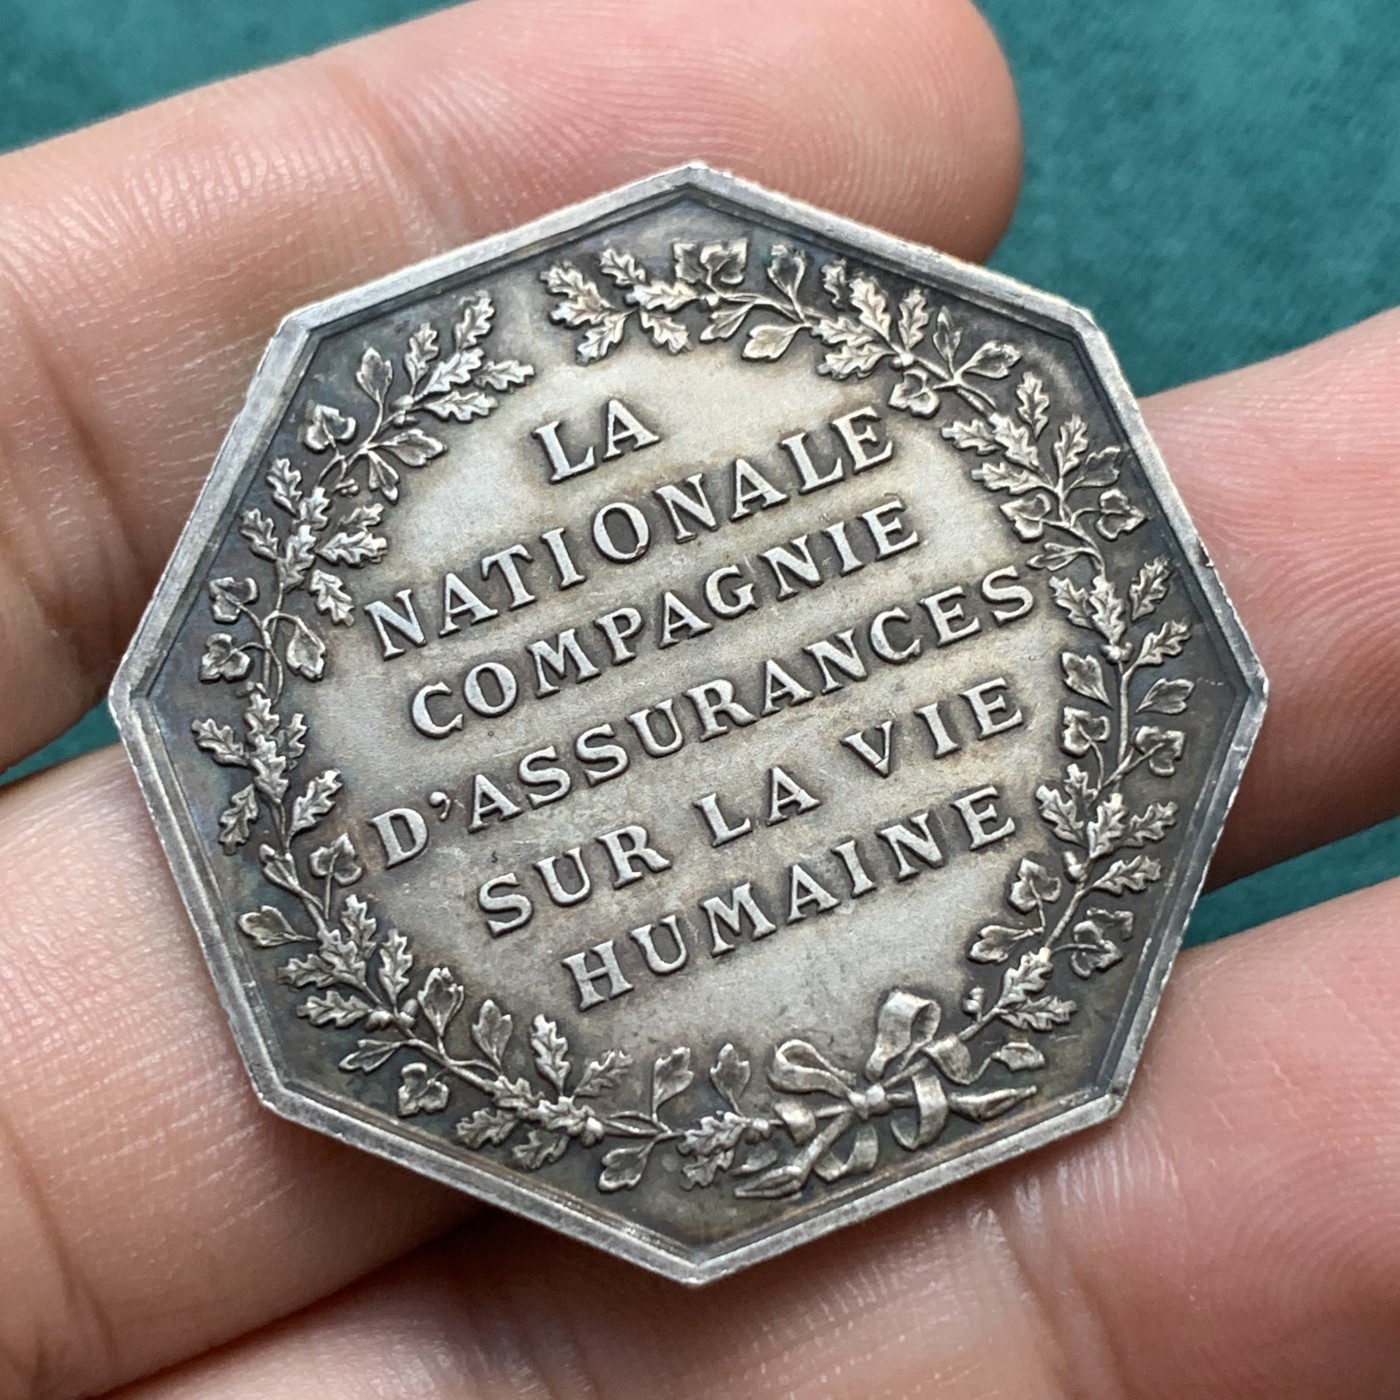 LA
NATIONALE
COMPAGNIE
D'ASSURANCES
SUR LA VIE
HUMAINE